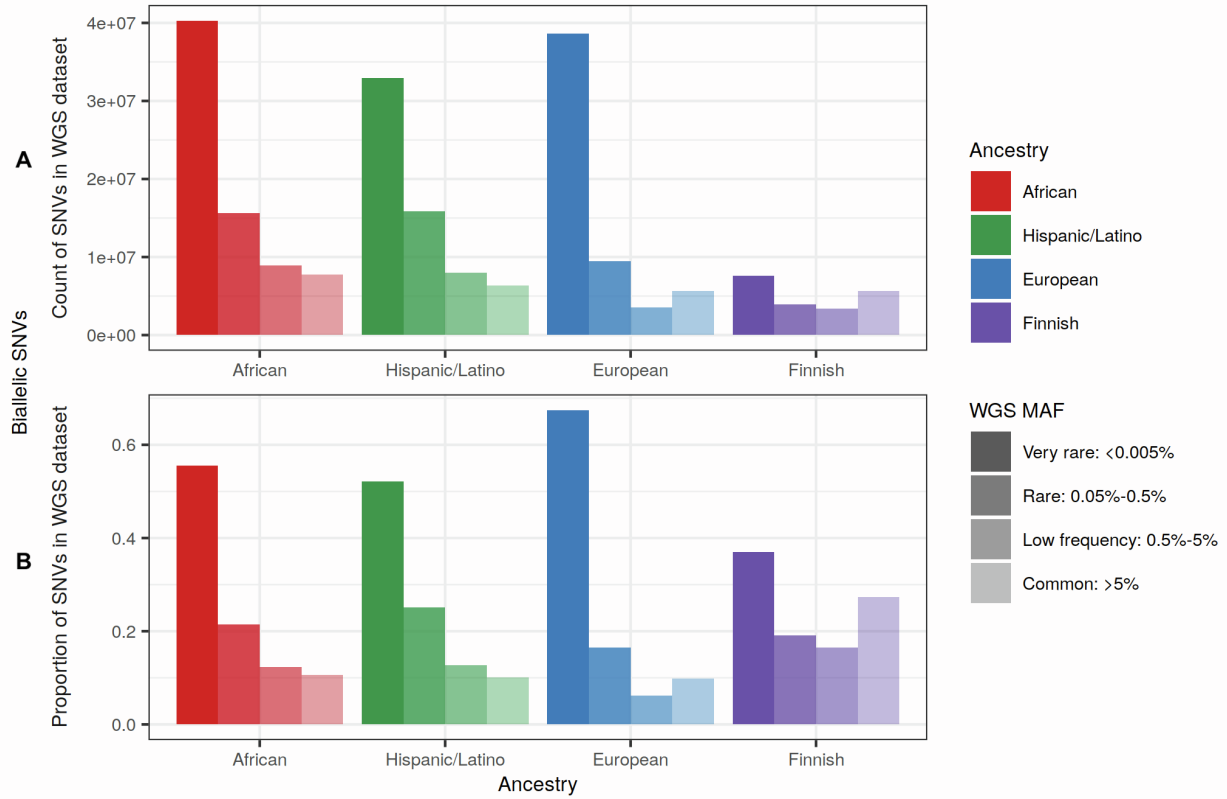 A
Biallelic SNVs
Count of SNVs in WGS dataset
4e+07
3e+07
2e+07
1e+07
0e+00
African
Hispanic/Latino
European
Finnish
B
Proportion of SNVs in WGS dataset
0.6
0.4
0.2
0.0
African
Hispanic/Latino
European
Finnish
Ancestry
Ancestry
African
Hispanic/Latino
European
Finnish
WGS MAF
Very rare: <0.005%
Rare: 0.05%-0.5%
Low frequency: 0.5%-5%
Common: >5%